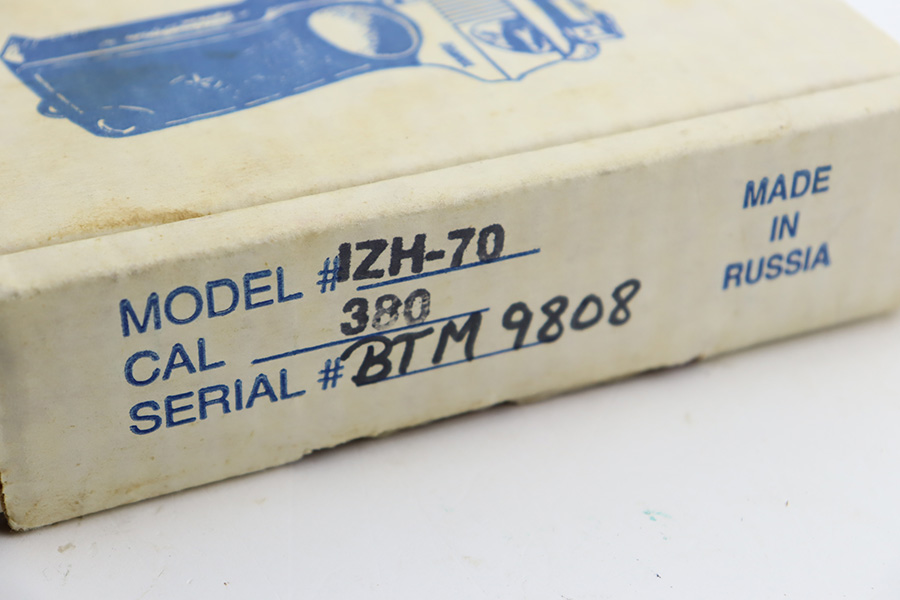 MODEL #IZH-70
CAL 380
SERIAL #BTM 9808
MADE
IN
RUSSIA